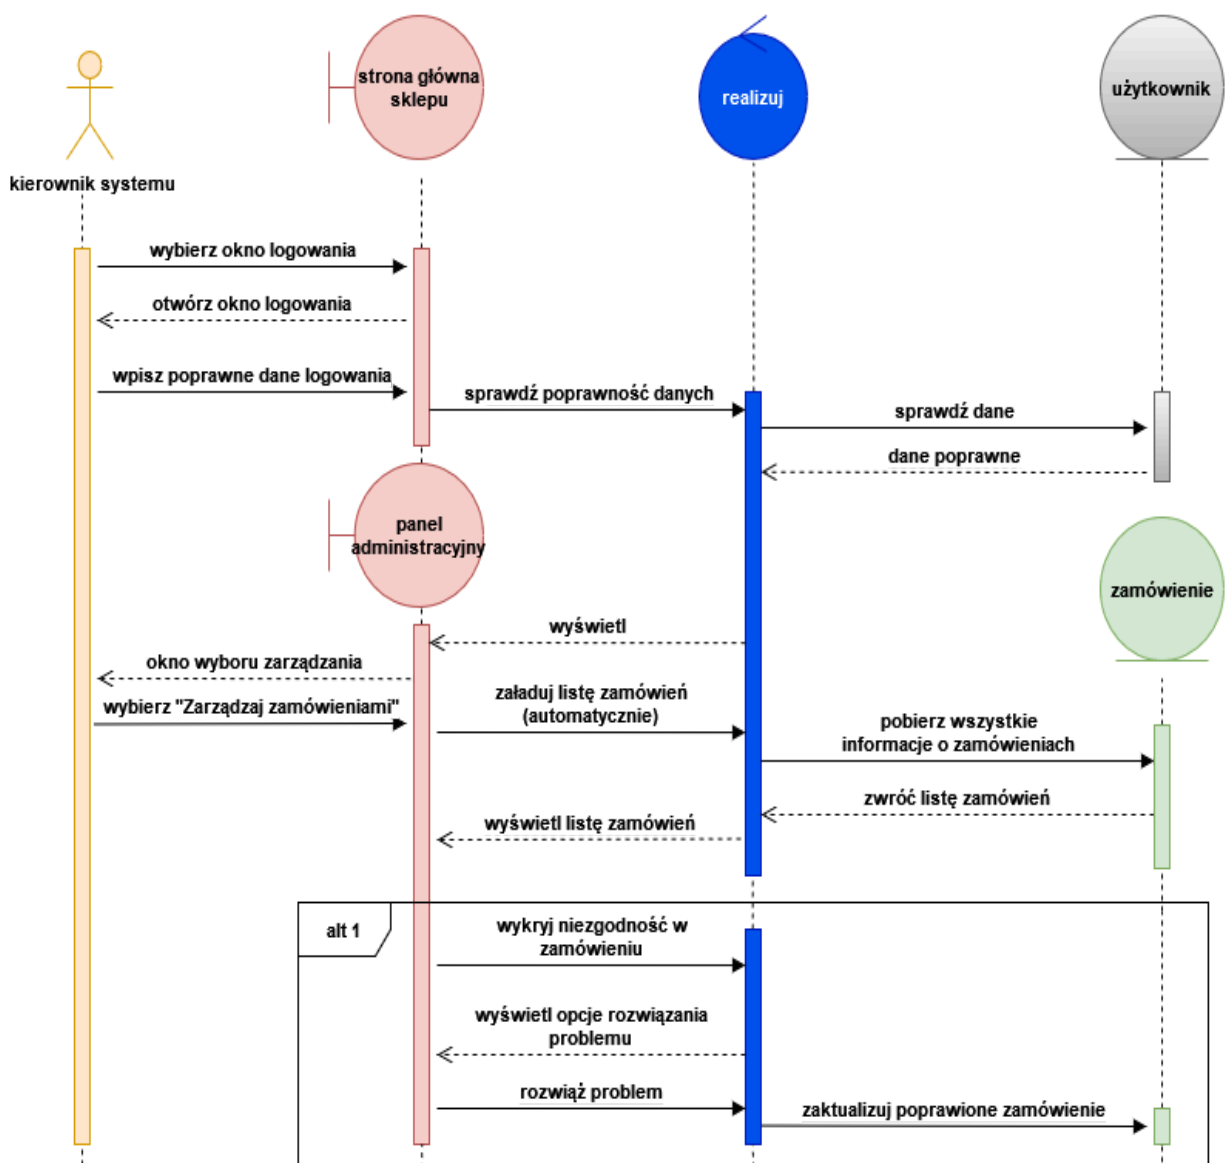 strona główna
sklepu
realizuj
użytkownik
kierownik systemu
wybierz okno logowania
otwórz okno logowania
wpisz poprawne dane logowania
sprawdź poprawność danych
sprawdź dane
dane poprawne
panel
administracyjny
zamówienie
wyświetl
okno wyboru zarządzania
wybierz "Zarządzaj zamówieniami"
załaduj listę zamówień
(automatycznie)
pobierz wszystkie
informacje o zamówieniach
zwróć listę zamówień
wyświetl listę zamówień
alt 1
wykryj niezgodność w
zamówieniu
wyświetl opcje rozwiązania
problemu
rozwiąż problem
zaktualizuj poprawione zamówienie